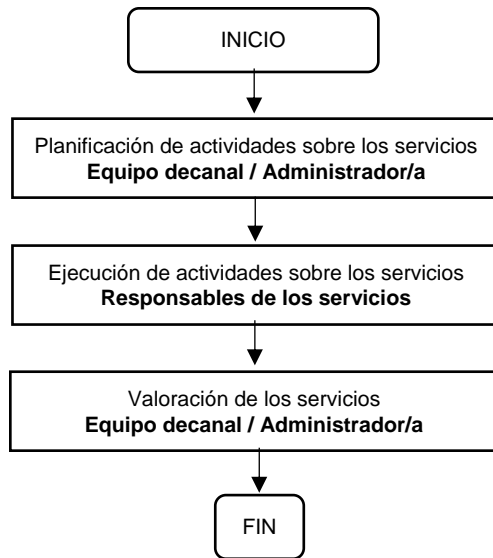 INICIO
Planificación de actividades sobre los servicios
Equipo decanal / Administrador/a
Ejecución de actividades sobre los servicios
Responsables de los servicios
Valoración de los servicios
Equipo decanal / Administrador/a
FIN